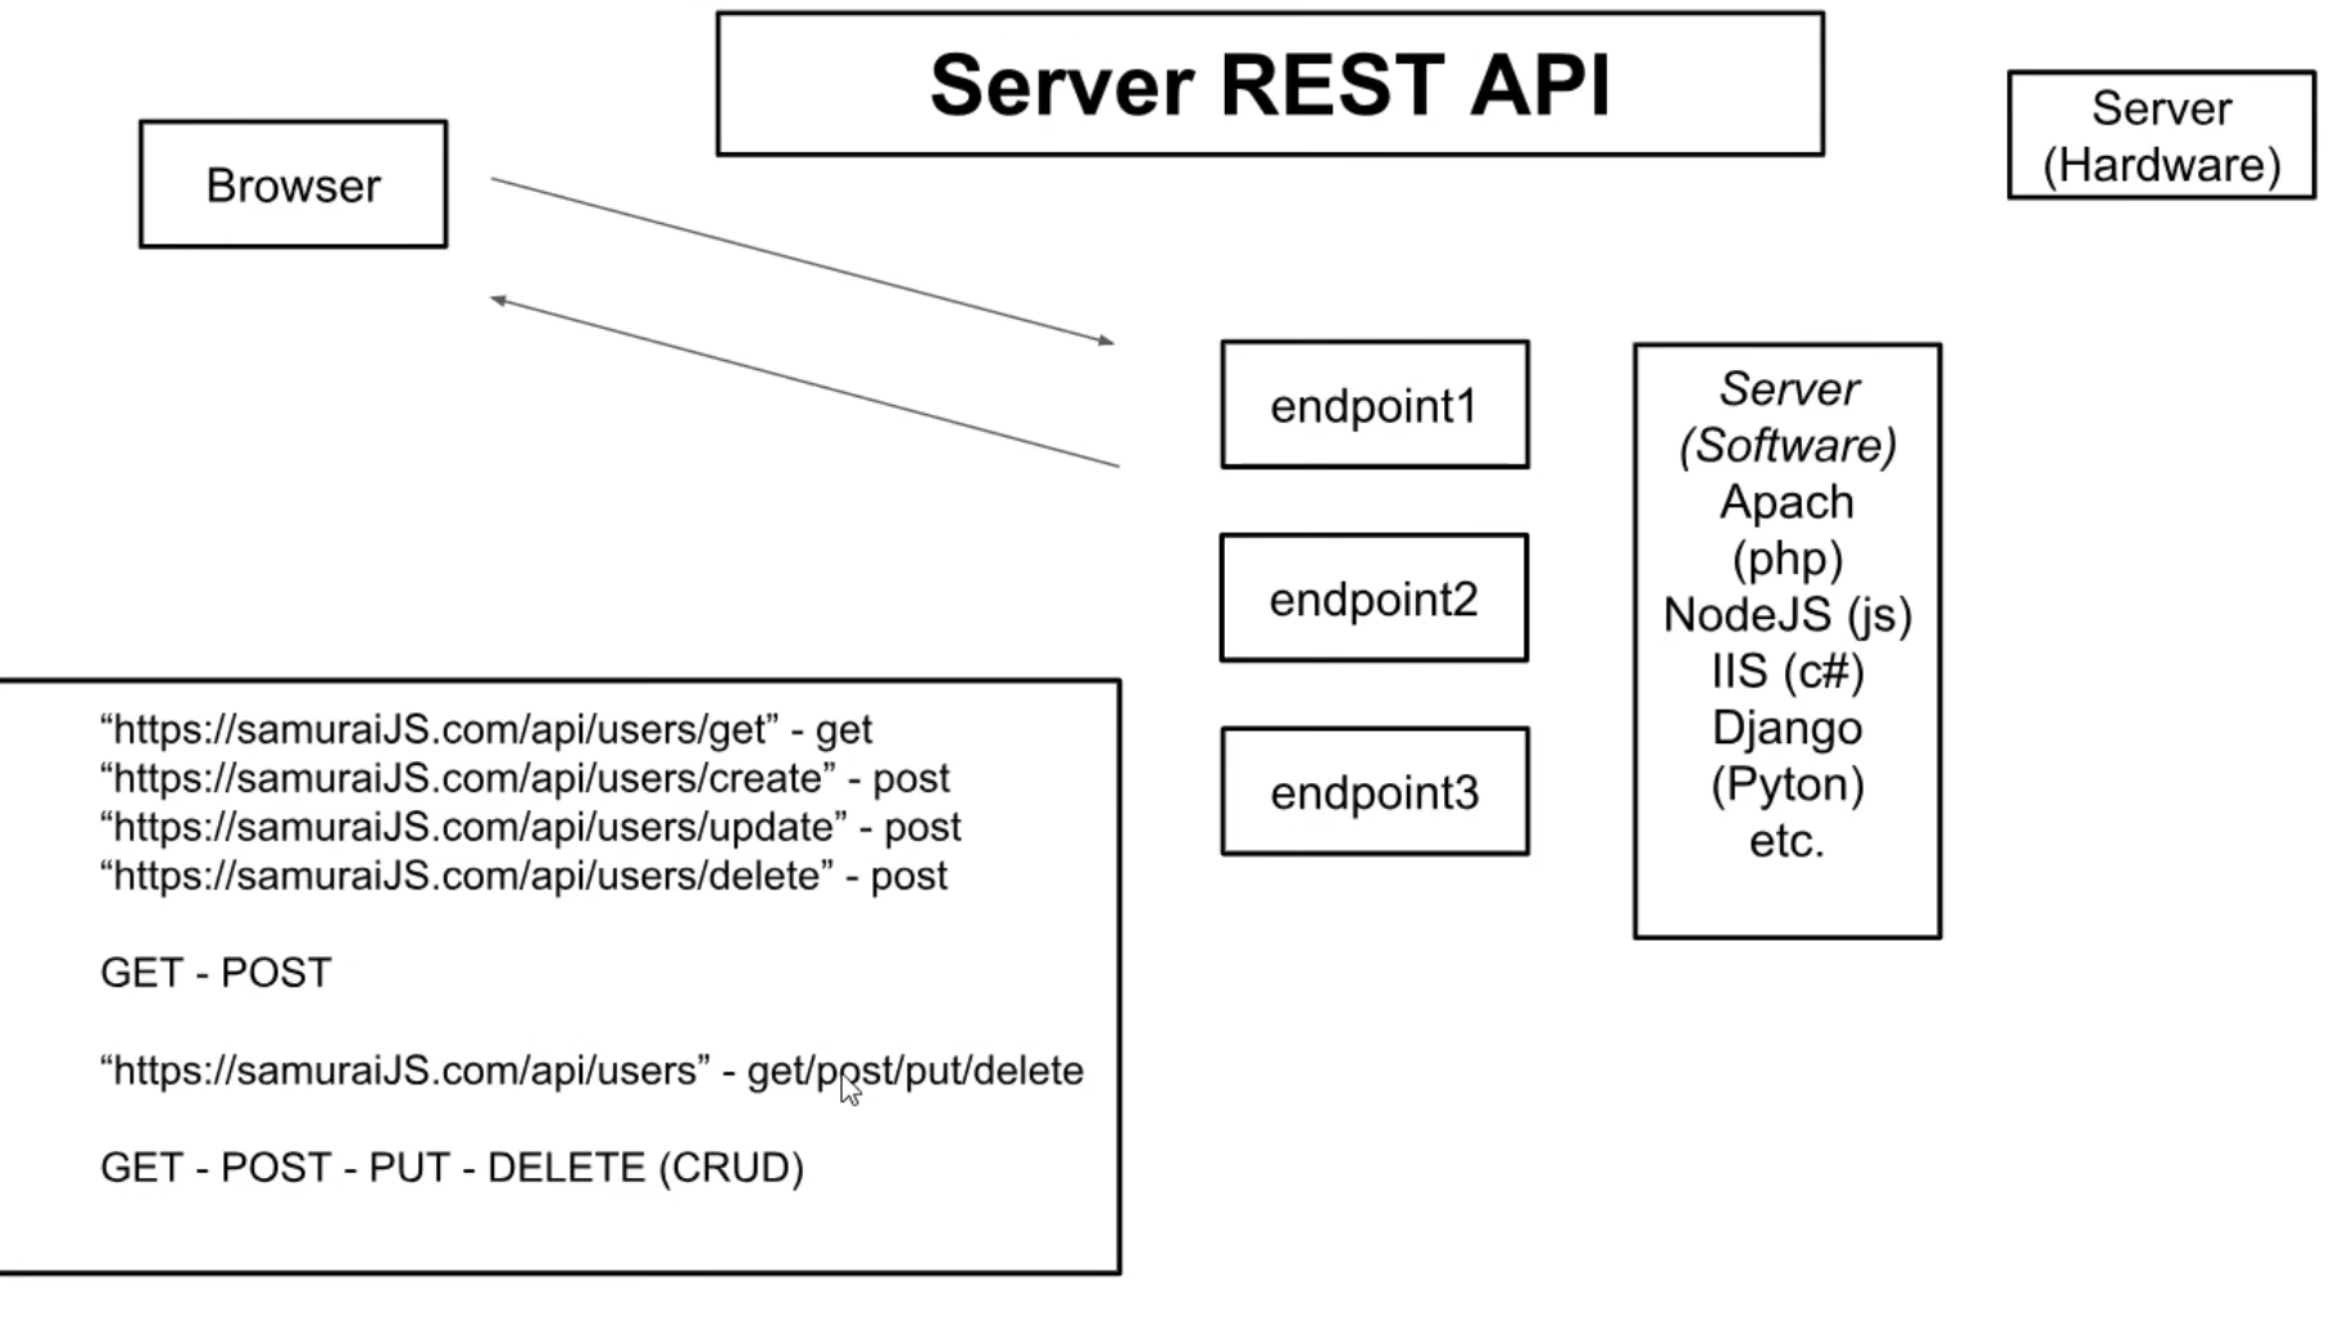 Server REST API
Server
(Hardware)
Browser
endpoint1
endpoint2
endpoint3
Server
(Software)
Apach
(php)
NodeJS (js)
IIS (c#)
Django
(Pyton)
etc.
“https://samuraiJS.com/api/users/get” - get
“https://samuraiJS.com/api/users/create” - post
“https://samuraiJS.com/api/users/update” - post
“https://samuraiJS.com/api/users/delete” - post
GET - POST
“https://samuraiJS.com/api/users” - get/post/put/delete
GET - POST - PUT - DELETE (CRUD)